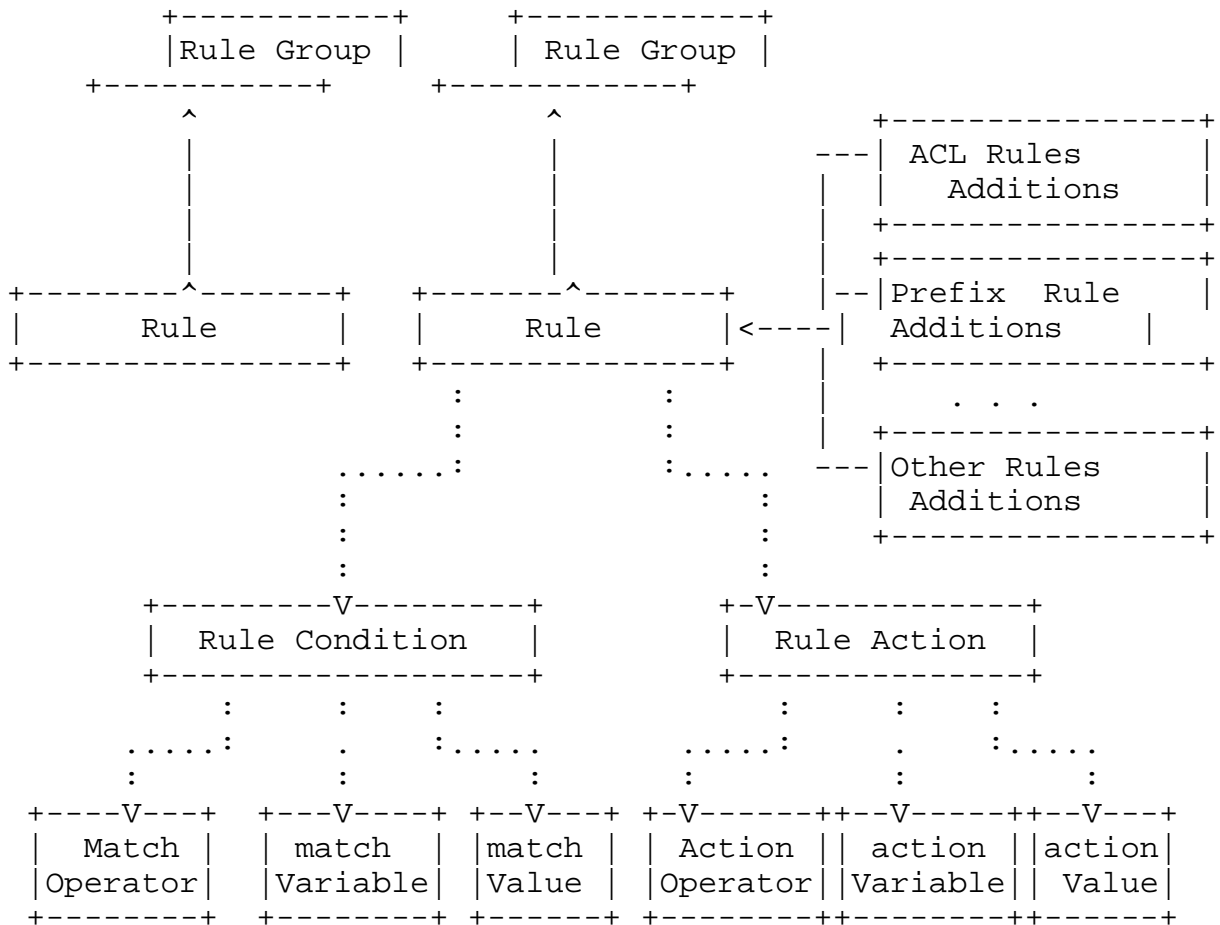 Rule Group Rule Group
ACL Rules
Additions
Prefix Rule
Rule Rule Additions
. . .
Other Rules
Additions
Rule Condition Rule Action
Match match match Action action action
Operator Variable Value Operator Variable Value